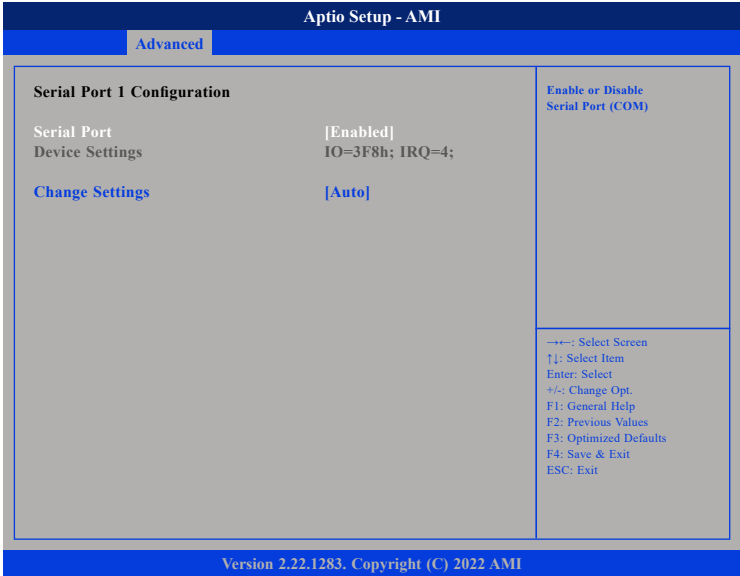 Aptio Setup - AMI
Advanced
Serial Port 1 Configuration
Serial Port [Enabled]
Device Settings IO=3F8h; IRQ=4;
Change Settings [Auto]
Enable or Disable
Serial Port (COM)
→←: Select Screen
↑↓: Select Item
Enter: Select
+/-: Change Opt.
F1: General Help
F2: Previous Values
F3: Optimized Defaults
F4: Save & Exit
ESC: Exit
Version 2.22.1283. Copyright (C) 2022 AMI